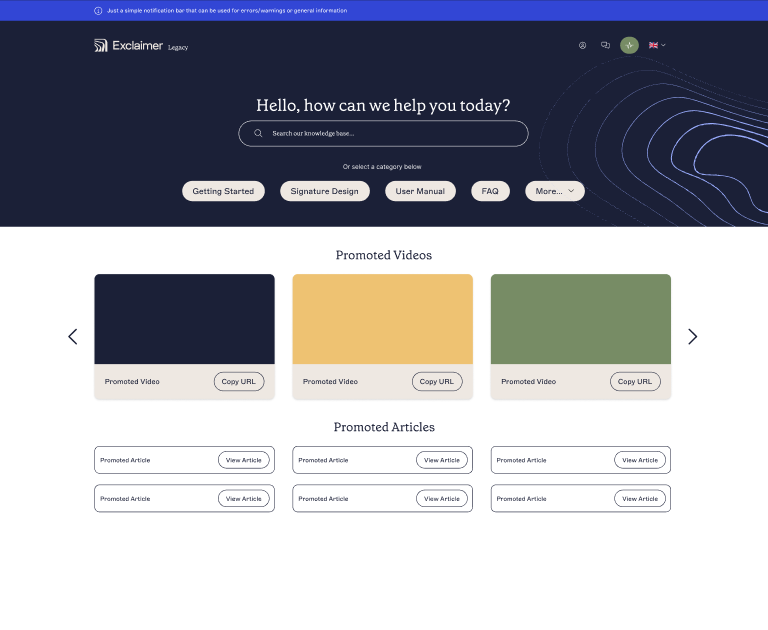 Just a simple notification bar that can be used for errors/warnings or general information
Exclaimer Legacy
Hello, how can we help you today?
Search our knowledge base...
Or select a category below
Getting Started Signature Design User Manual FAQ More...
Promoted Videos
Promoted Video Copy URL Promoted Video Copy URL Promoted Video Copy URL
Promoted Articles
Promoted Article View Article Promoted Article View Article Promoted Article View Article
Promoted Article View Article Promoted Article View Article Promoted Article View Article